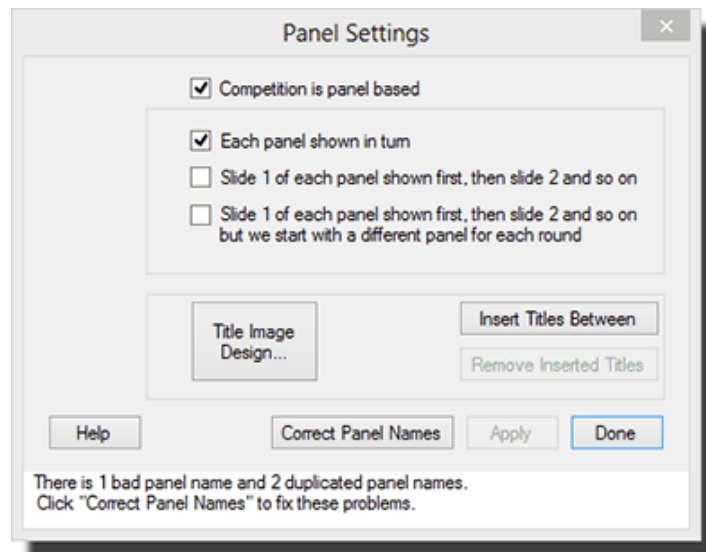 Panel Settings
Competition is panel based
Each panel shown in turn
Slide 1 of each panel shown first, then slide 2 and so on
Slide 1 of each panel shown first, then slide 2 and so on
but we start with a different panel for each round
Title Image
Design...
Insert Titles Between
Remove Inserted Titles
Help
Correct Panel Names
Apply
Done
There is 1 bad panel name and 2 duplicated panel names.
Click "Correct Panel Names" to fix these problems.